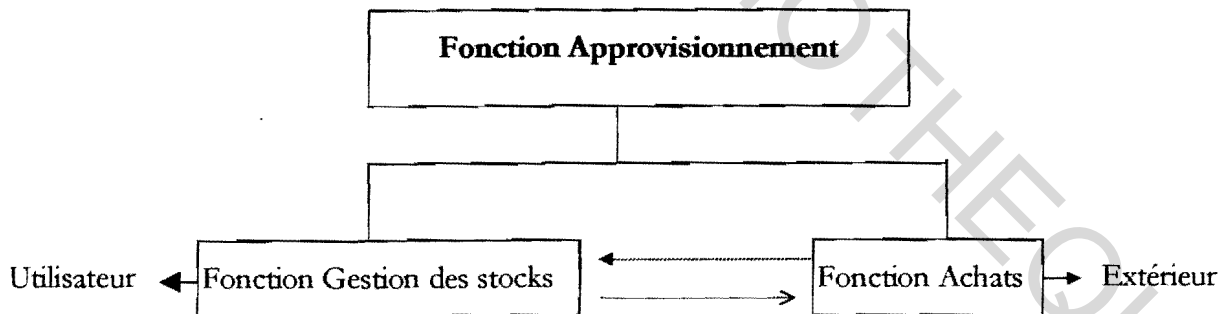 Fonction Approvisionnement
Utilisateur Fonction Gestion des stocks Fonction Achats Extérieur